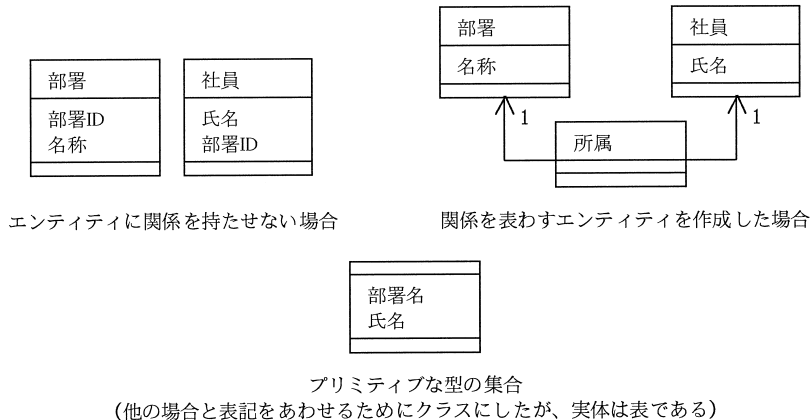 部署
部署ID
名称
社員
氏名
部署ID
エンティティに関係を持たせない場合
部署
名称
社員
氏名
1
1
所属
関係を表わすエンティティを作成した場合
部署名
氏名
プリミティブな型の集合
（他の場合と表記をあわせるためにクラスにしたが、実体は表である）